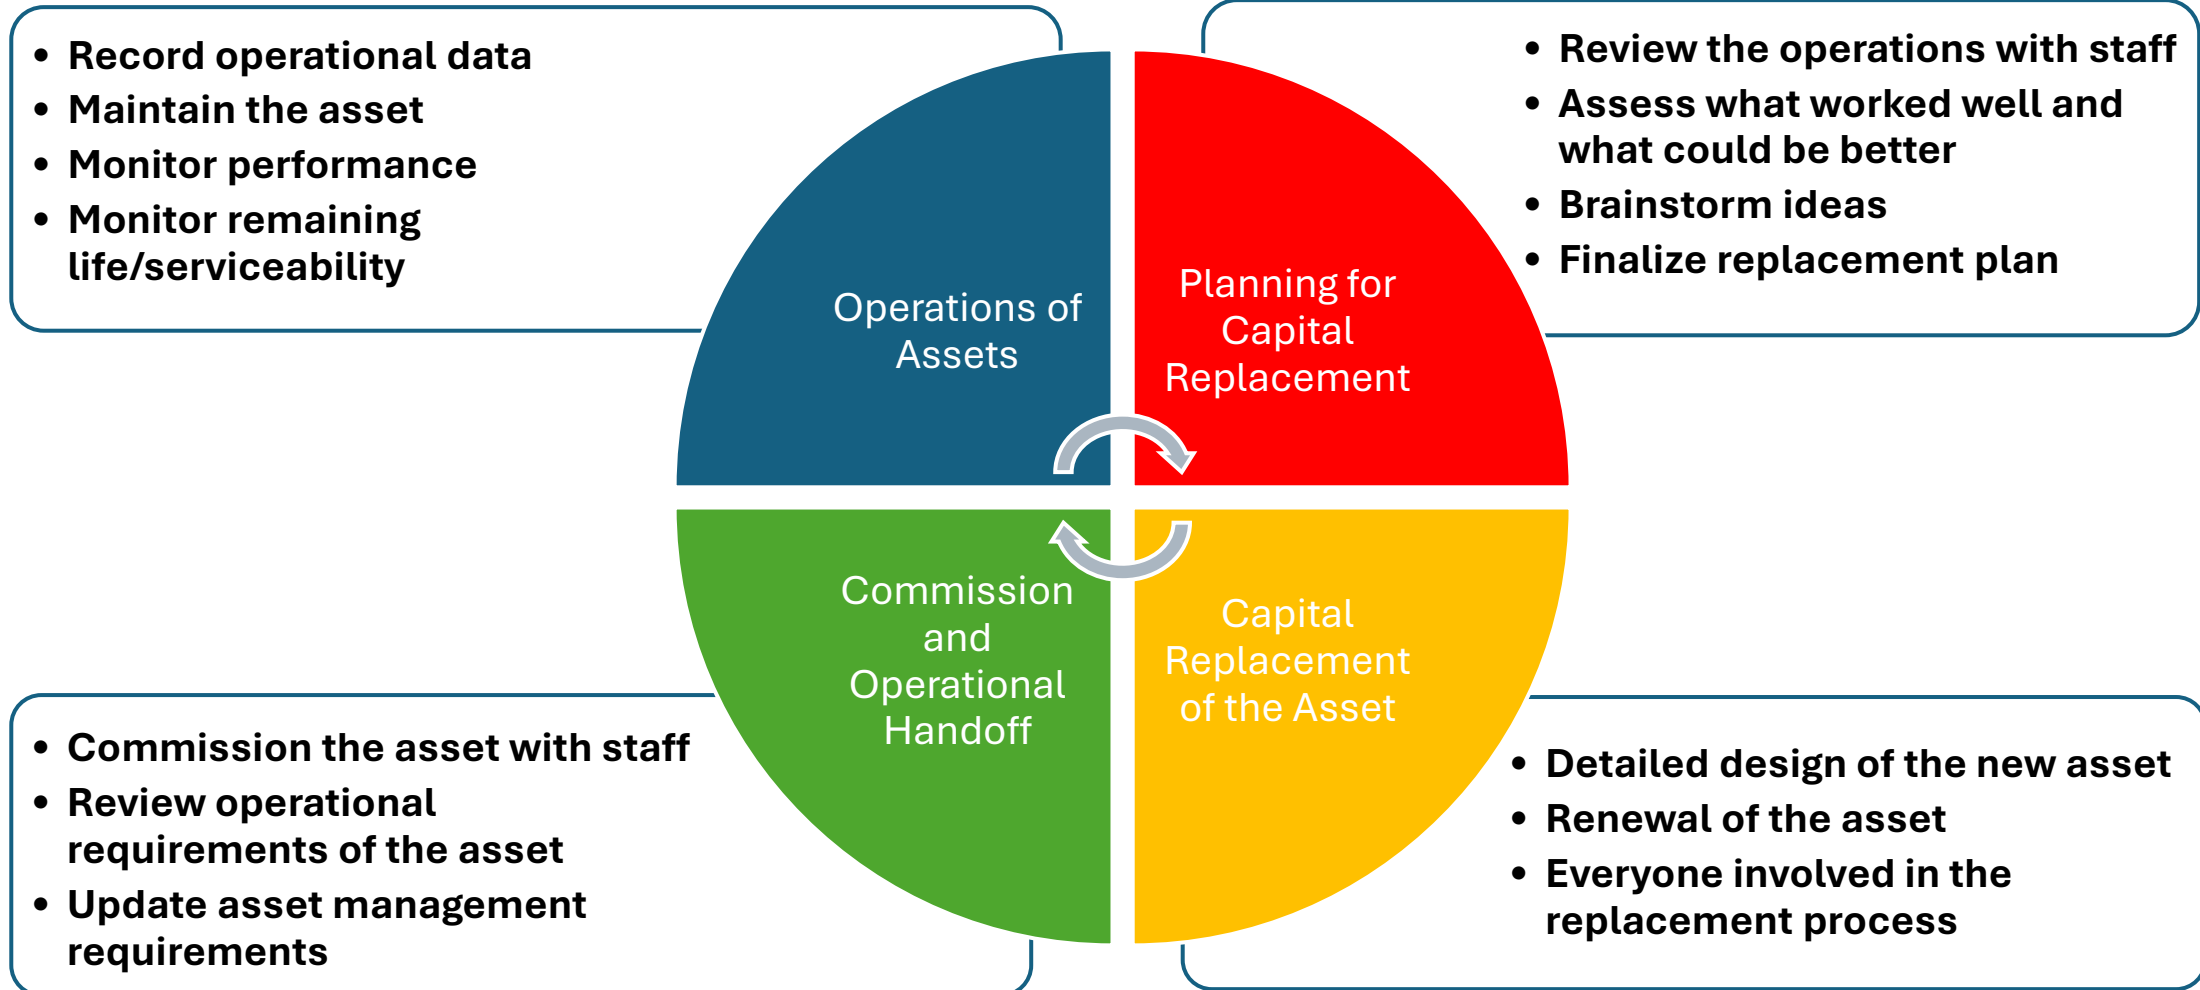 • Record operational data
• Maintain the asset
• Monitor performance
• Monitor remaining
life/serviceability
• Review the operations with staff
• Assess what worked well and
what could be better
• Brainstorm ideas
• Finalize replacement plan
Operations of
Assets
Planning for
Capital
Replacement
Commission
and
Operational
Handoff
Capital
Replacement
of the Asset
• Commission the asset with staff
• Review operational
requirements of the asset
• Update asset management
requirements
• Detailed design of the new asset
• Renewal of the asset
• Everyone involved in the
replacement process